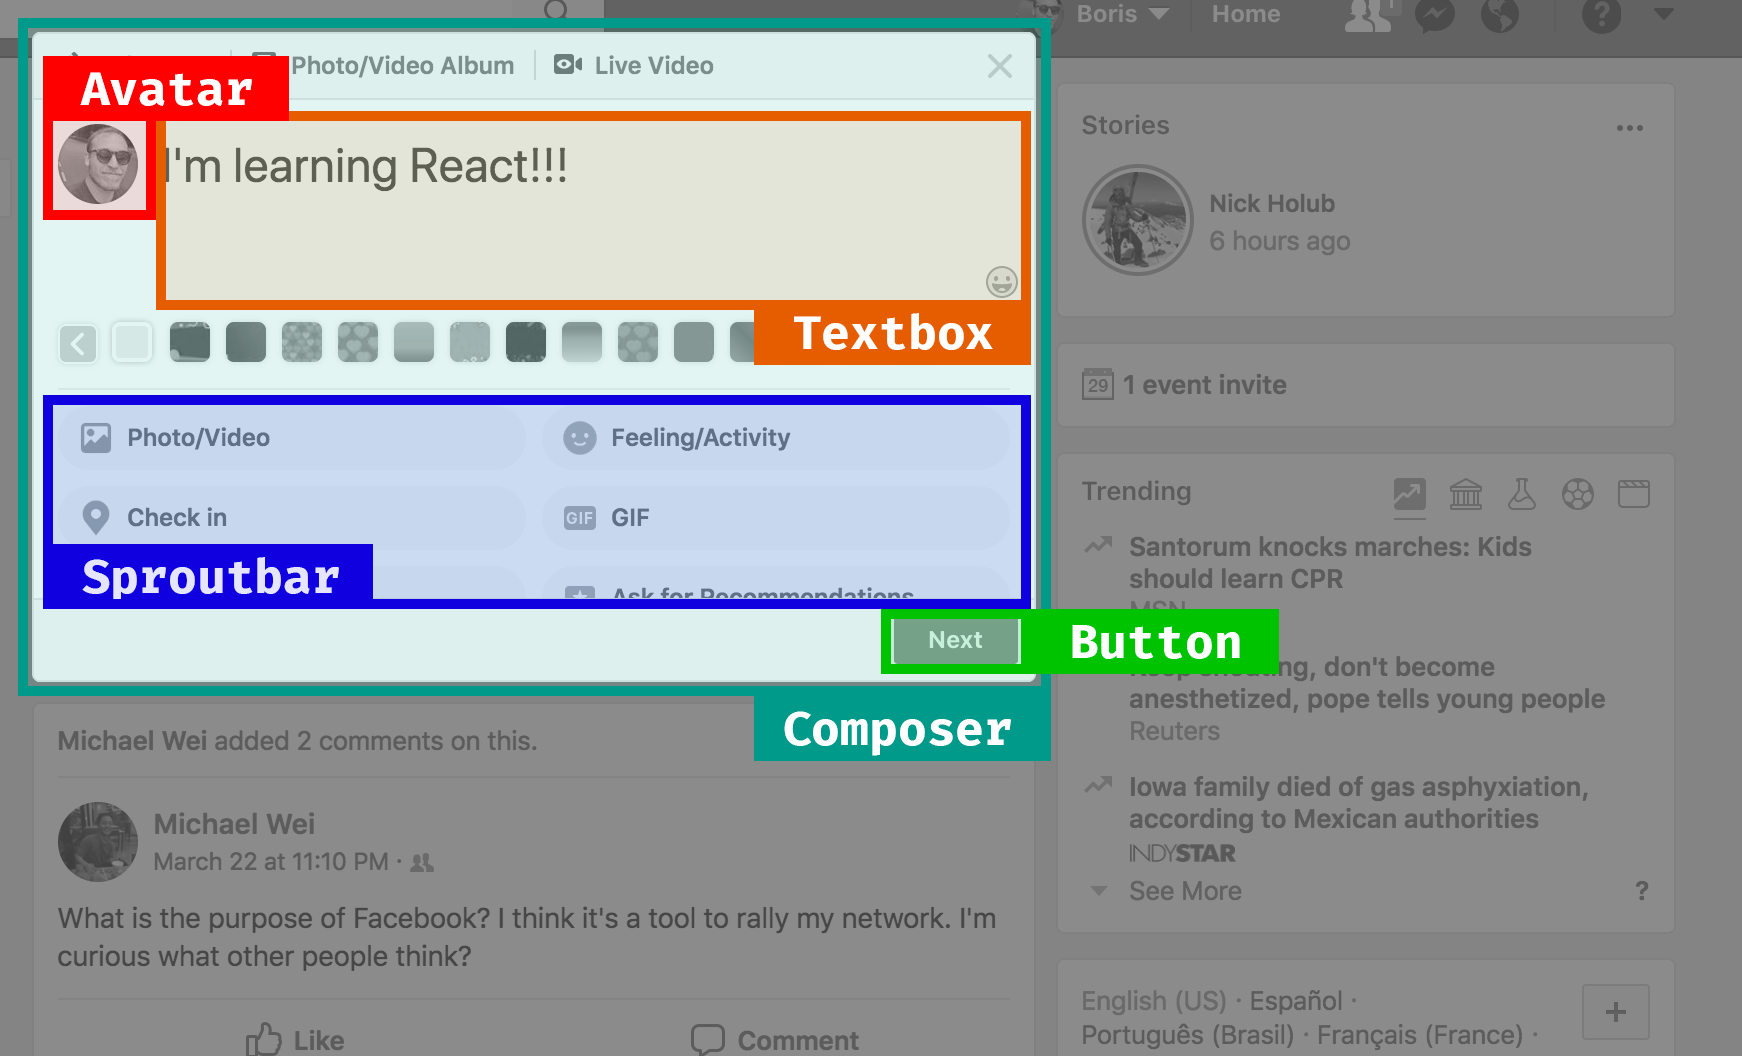 Boris
Home
1
Photo/Video Album
Live Video
Avatar
I'm learning React!!!
Textbox
Photo/Video
Feeling/Activity
Check in
GIF
GIF
Sproutbar
Ask for Recommendations
Next
Button
Composer
Michael Wei added 2 comments on this.
Michael Wei
March 22 at 11:10 PM ·
What is the purpose of Facebook? I think it's a tool to rally my network. I'm
curious what other people think?
Like
Comment
Stories
Nick Holub
6 hours ago
29
1 event invite
Trending
Santorum knocks marches: Kids
should learn CPR
MSN
Keep shouting, don't become
anesthetized, pope tells young people
Reuters
Iowa family died of gas asphyxiation,
according to Mexican authorities
INDYSTAR
See More
?
English (US) · Español ·
Português (Brasil) · Français (France) ·
+